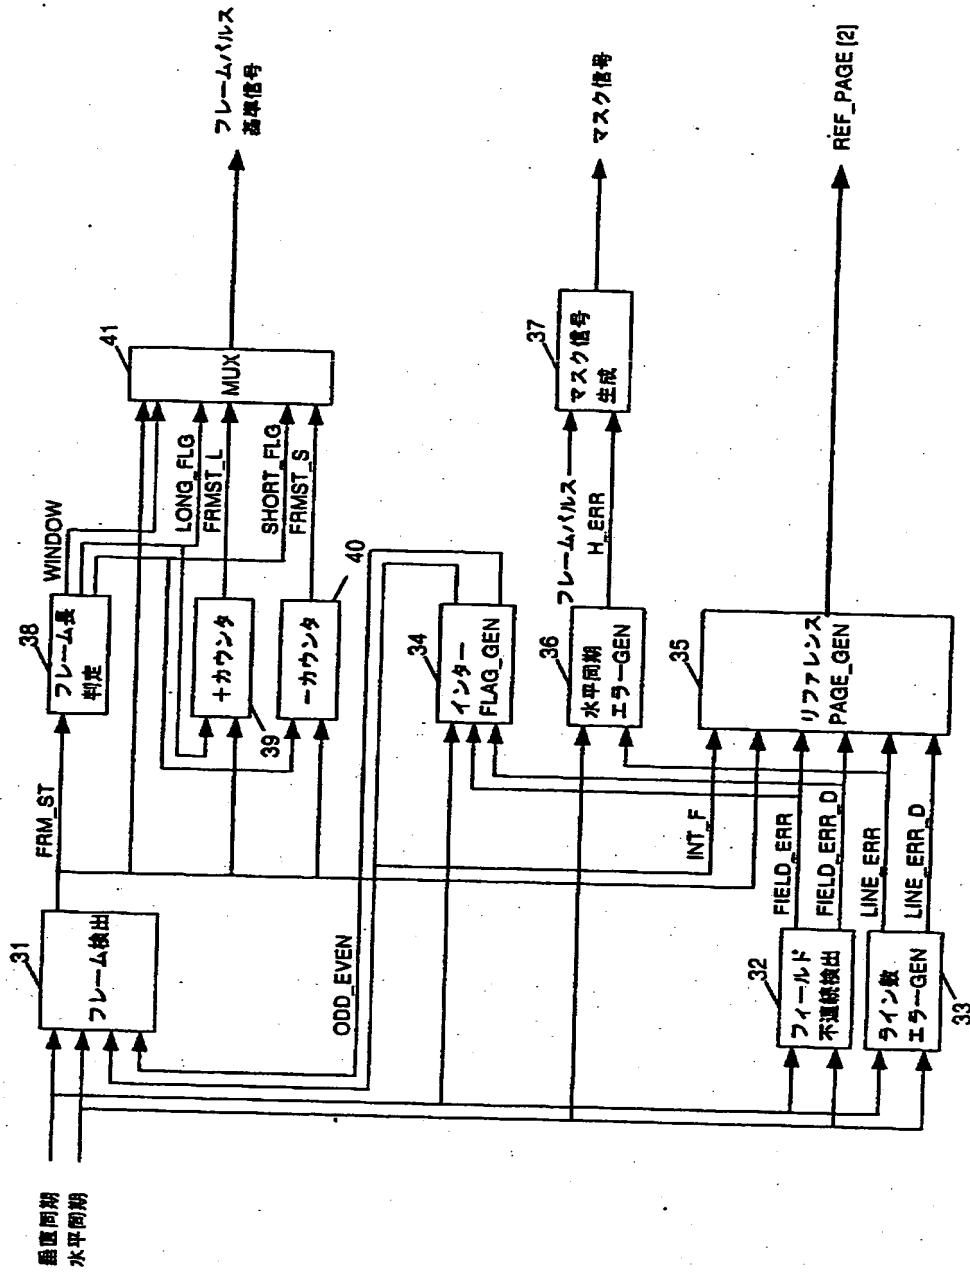 垂直同期
水平同期
31
フレーム検出
FRM_ST
38
フレーム長
判定
WINDOW
LONG_FLG
FRMST_L
SHORT_FLG
FRMST_S
+カウンタ
39
−カウンタ
40
41
MUX
フレームパルス
基準信号
ODD_EVEN
34
インター
FLAG_GEN
36
水平同期
エラーGEN
フレームパルス
H_ERR
37
マスク信号
生成
マスク信号
INT_F
32
フィールド
不連続検出
FIELD_ERR
FIELD_ERR_D
33
ライン数
エラーGEN
LINE_ERR
LINE_ERR_D
35
リファレンス
PAGE_GEN
REF_PAGE [2]